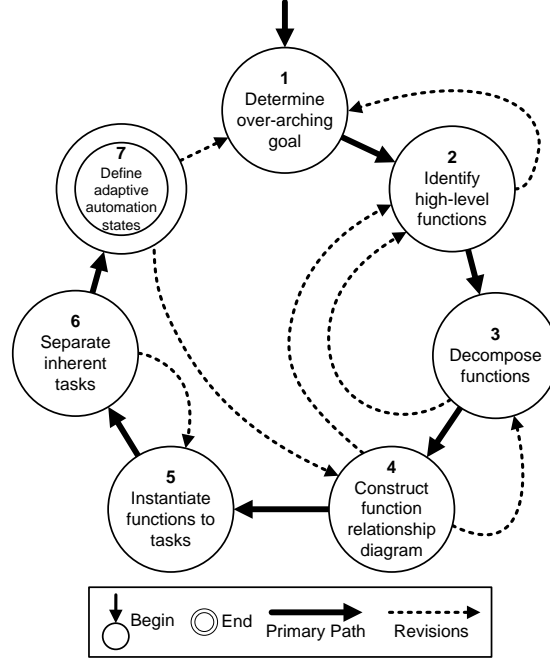 1
Determine
over-arching
goal
2
Identify
high-level
functions
3
Decompose
functions
4
Construct
function
relationship
diagram
5
Instantiate
functions to
tasks
6
Separate
inherent
tasks
7
Define
adaptive
automation
states
Begin
End
Primary Path
Revisions